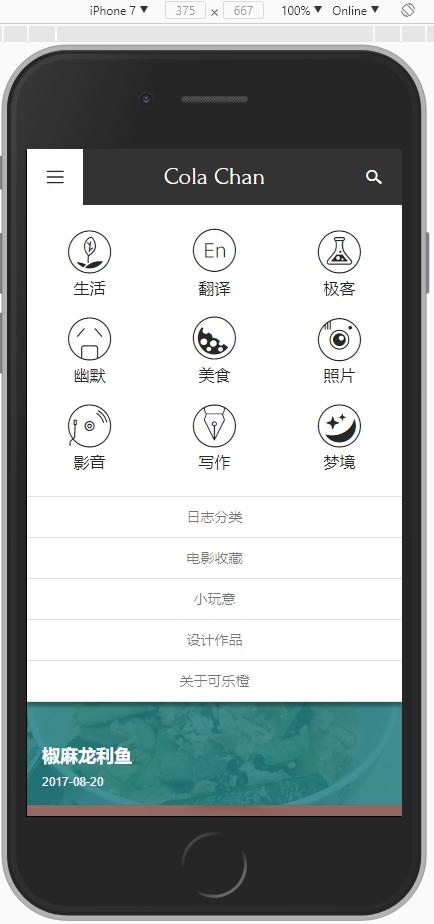 iPhone 7 ▼ 375 × 667 100% ▼ Online ▼
Cola Chan
En
生活 翻译 极客
幽默 美食 照片
影音 写作 梦境
日志分类
电影收藏
小玩意
设计作品
关于可乐橙
椒麻龙利鱼
2017-08-20